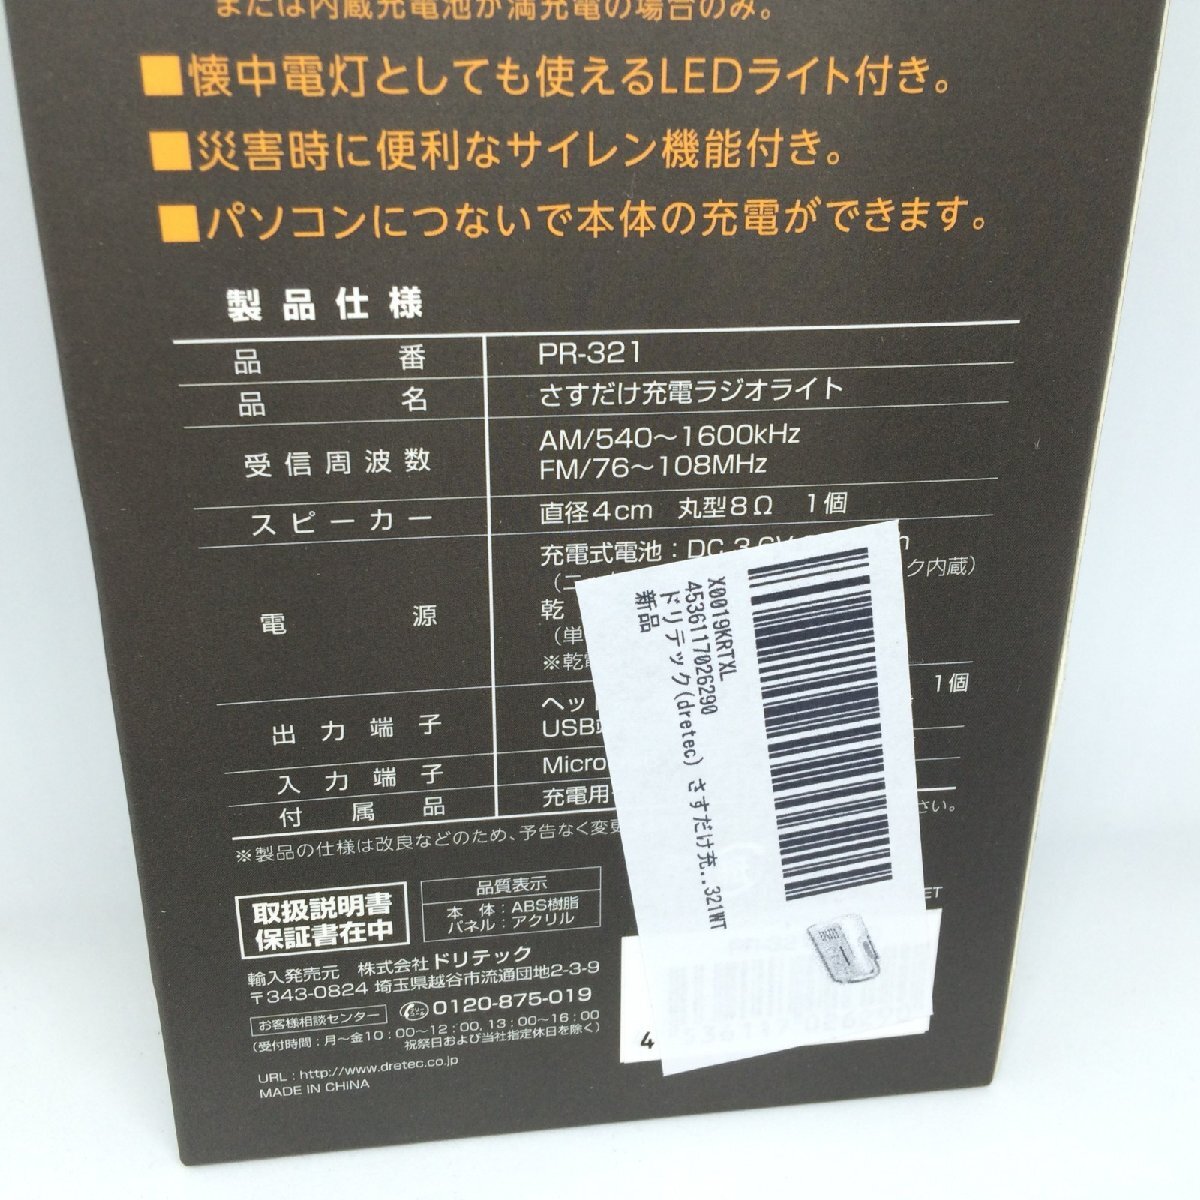 または内蔵充電池が満充電の場合のみ。
■懐中電灯としても使えるLEDライト付き。
■災害時に便利なサイレン機能付き。
■パソコンにつないで本体の充電ができます。
製品仕様
品番 PR-321
品名 さすだけ充電ラジオライト
受信周波数 AM/540〜1600kHz
FM/76〜108MHz
スピーカー 直径4cm 丸型8Ω 1個
電源 充電式電池：DC
ク内蔵）
乾
（単
※乾
出力端子 ヘッ 1個
USB
入力端子 Micro
付属品 充電用
※製品の仕様は改良などのため、予告なく変更 さい。
取扱説明書
保証書在中
品質表示
本体：ABS樹脂
パネル：アクリル
輸入発売元 株式会社ドリテック
〒343-0824 埼玉県越谷市流通団地2-3-9
お客様相談センター 0120-875-019
（受付時間：月〜金10：00〜12：00, 13：00〜16：00
祝祭日および当社指定休日を除く）
URL : http://www.dretec.co.jp
MADE IN CHINA
X0019KRTXL
4536117026290
ドリテック(dretec) さすだけ充..321WT
新品
ET
4